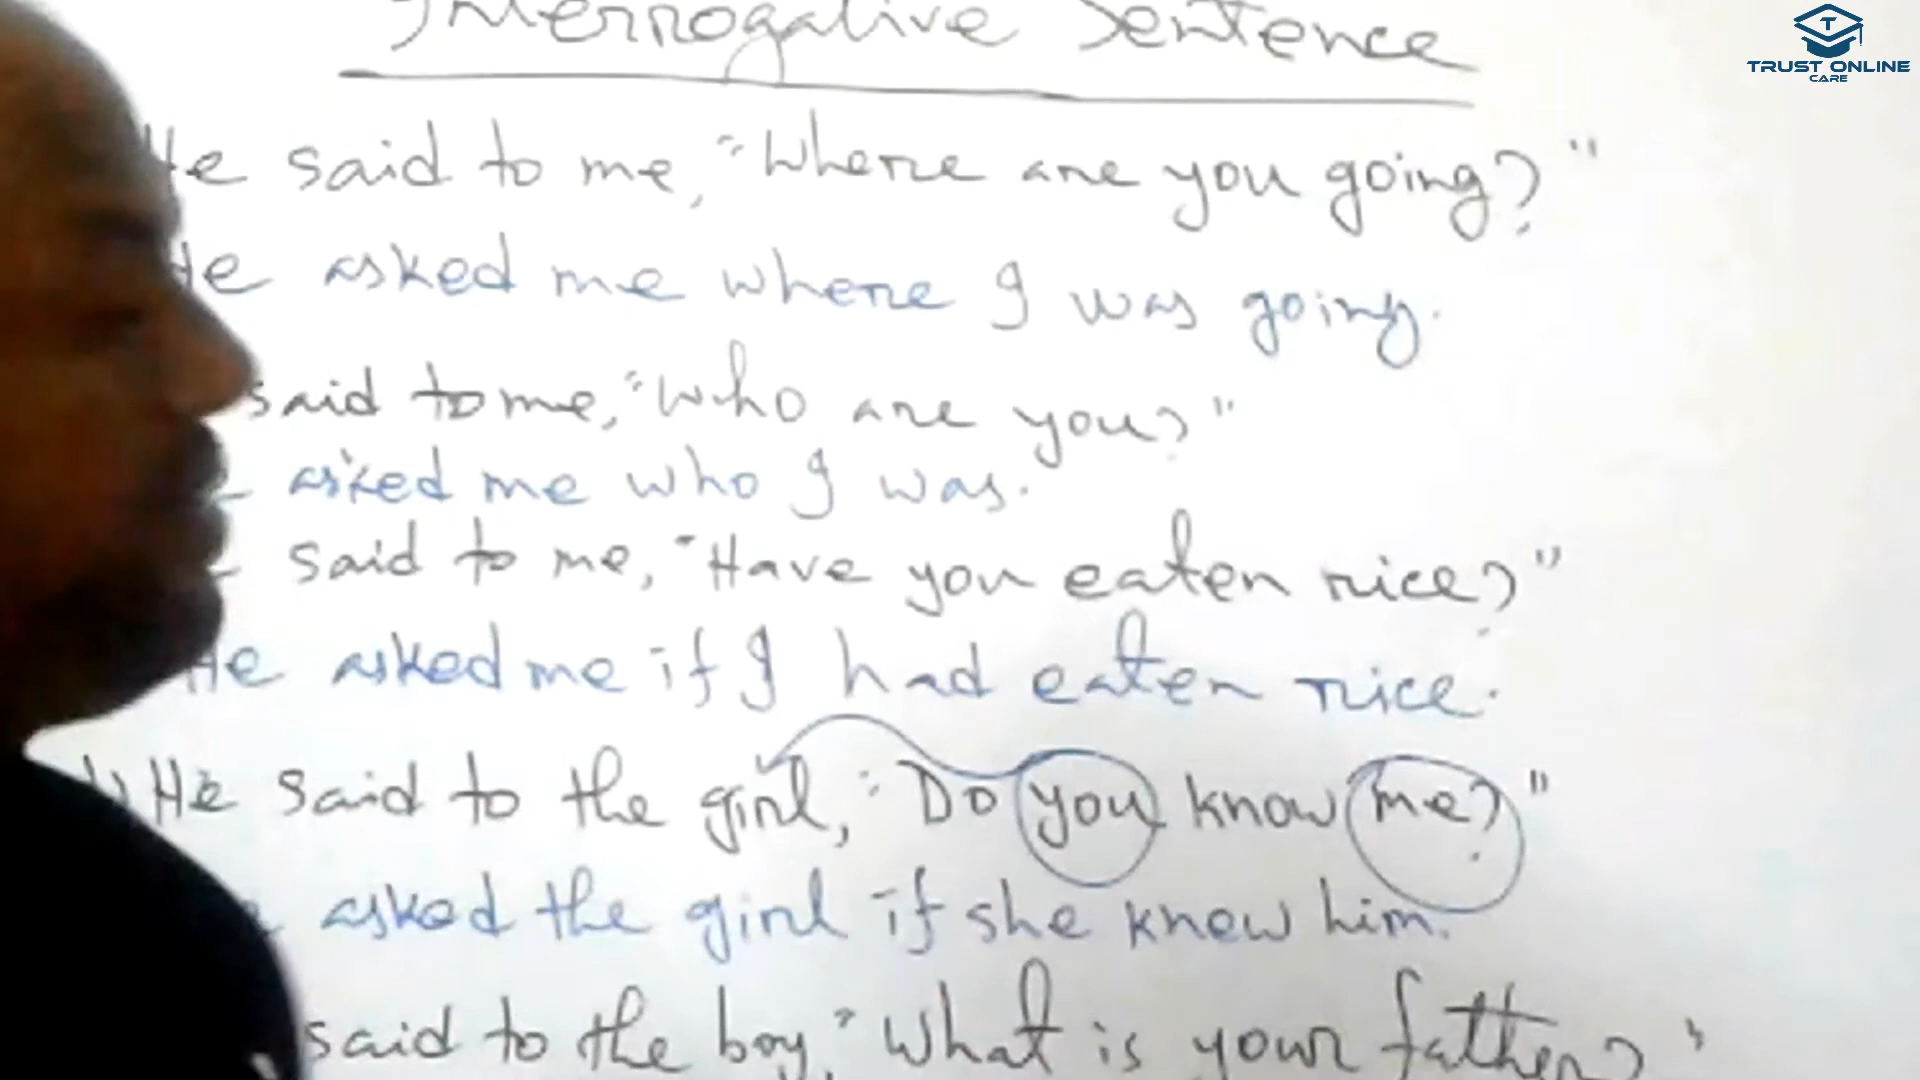 Interrogative Sentence
TRUST ONLINE
CARE
He said to me, "Where are you going?"
He asked me where I was going.
said to me, "Who are you?"
asked me who I was.
said to me, "Have you eaten rice?"
He asked me if I had eaten rice.
He said to the girl, "Do you know me?"
asked the girl if she knew him.
said to the boy, "What is your father?"